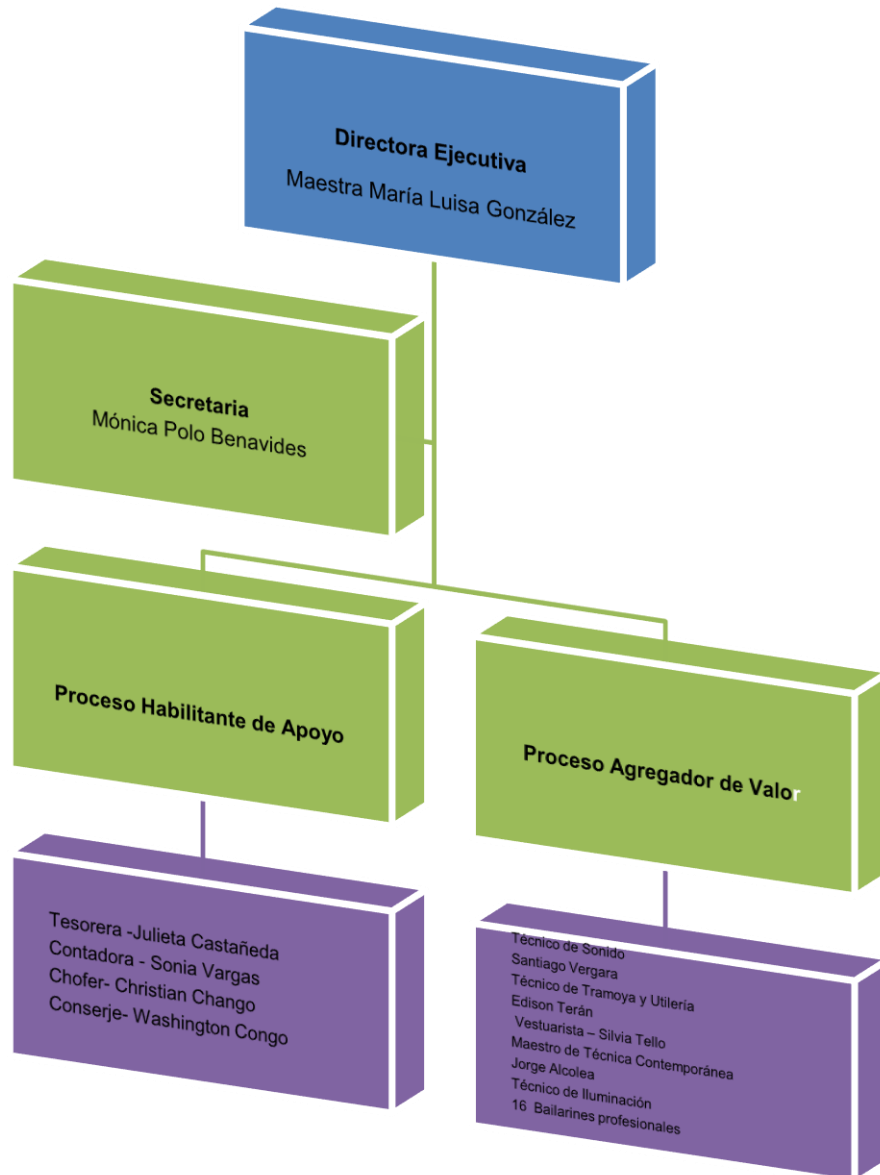 Directora Ejecutiva
Maestra María Luisa González
Secretaria
Mónica Polo Benavides
Proceso Habilitante de Apoyo
Proceso Agregador de Valor
Tesorera -Julieta Castañeda
Contadora - Sonia Vargas
Chofer- Christian Chango
Conserje- Washington Congo
Técnico de Sonido
Santiago Vergara
Técnico de Tramoya y Utilería
Edison Terán
Vestuarista – Silvia Tello
Maestro de Técnica Contemporánea
Jorge Alcolea
Técnico de Iluminación
16 Bailarines profesionales